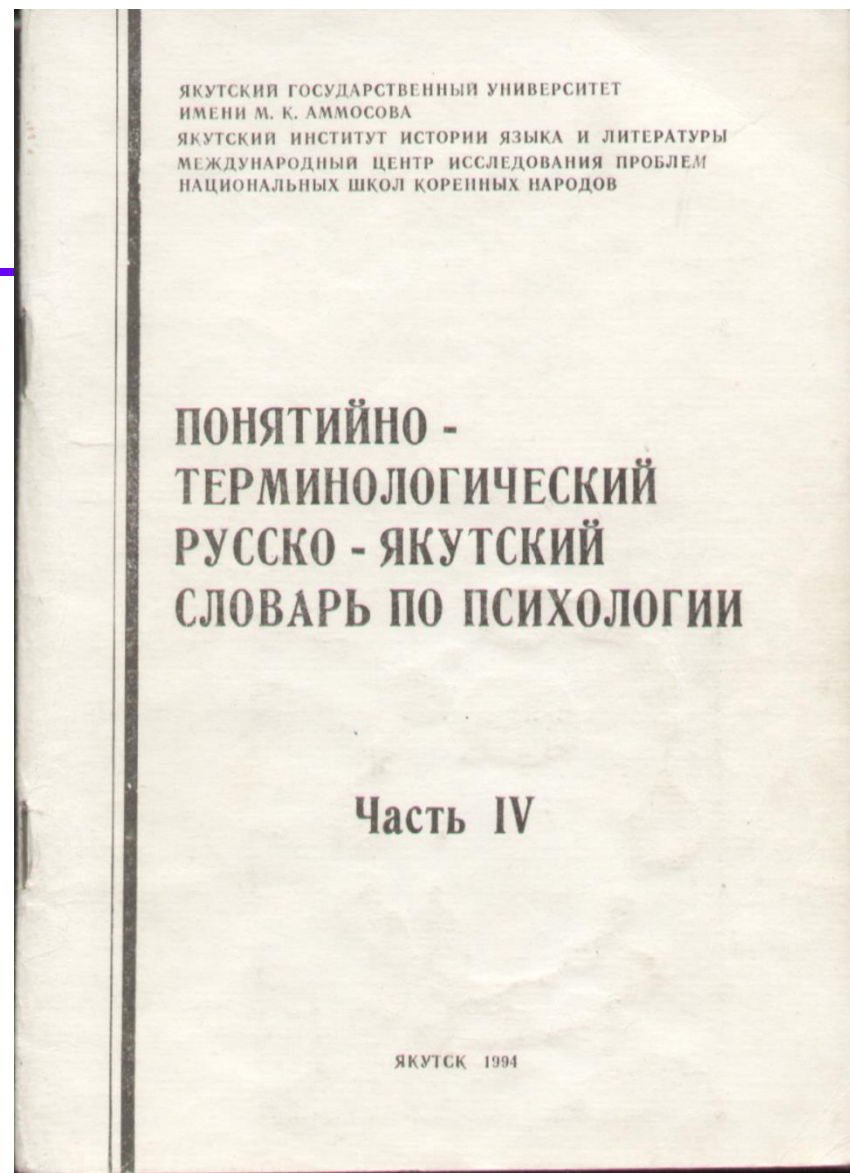 ЯКУТСКИЙ ГОСУДАРСТВЕННЫЙ УНИВЕРСИТЕТ
ИМЕНИ М. К. АММОСОВА
ЯКУТСКИЙ ИНСТИТУТ ИСТОРИИ ЯЗЫКА И ЛИТЕРАТУРЫ
МЕЖДУНАРОДНЫЙ ЦЕНТР ИССЛЕДОВАНИЯ ПРОБЛЕМ
НАЦИОНАЛЬНЫХ ШКОЛ КОРЕННЫХ НАРОДОВ
ПОНЯТИЙНО -
ТЕРМИНОЛОГИЧЕСКИЙ
РУССКО - ЯКУТСКИЙ
СЛОВАРЬ ПО ПСИХОЛОГИИ
Часть IV
ЯКУТСК 1994